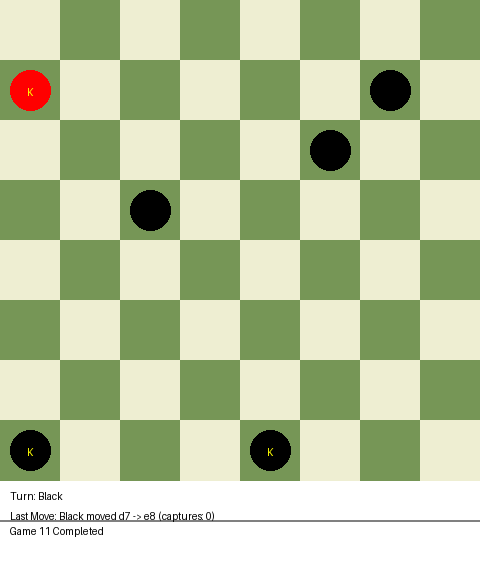 K
K
K
Turn: Black
Last Move: Black moved d7 -> e8 (captures: 0)
Game 11 Completed